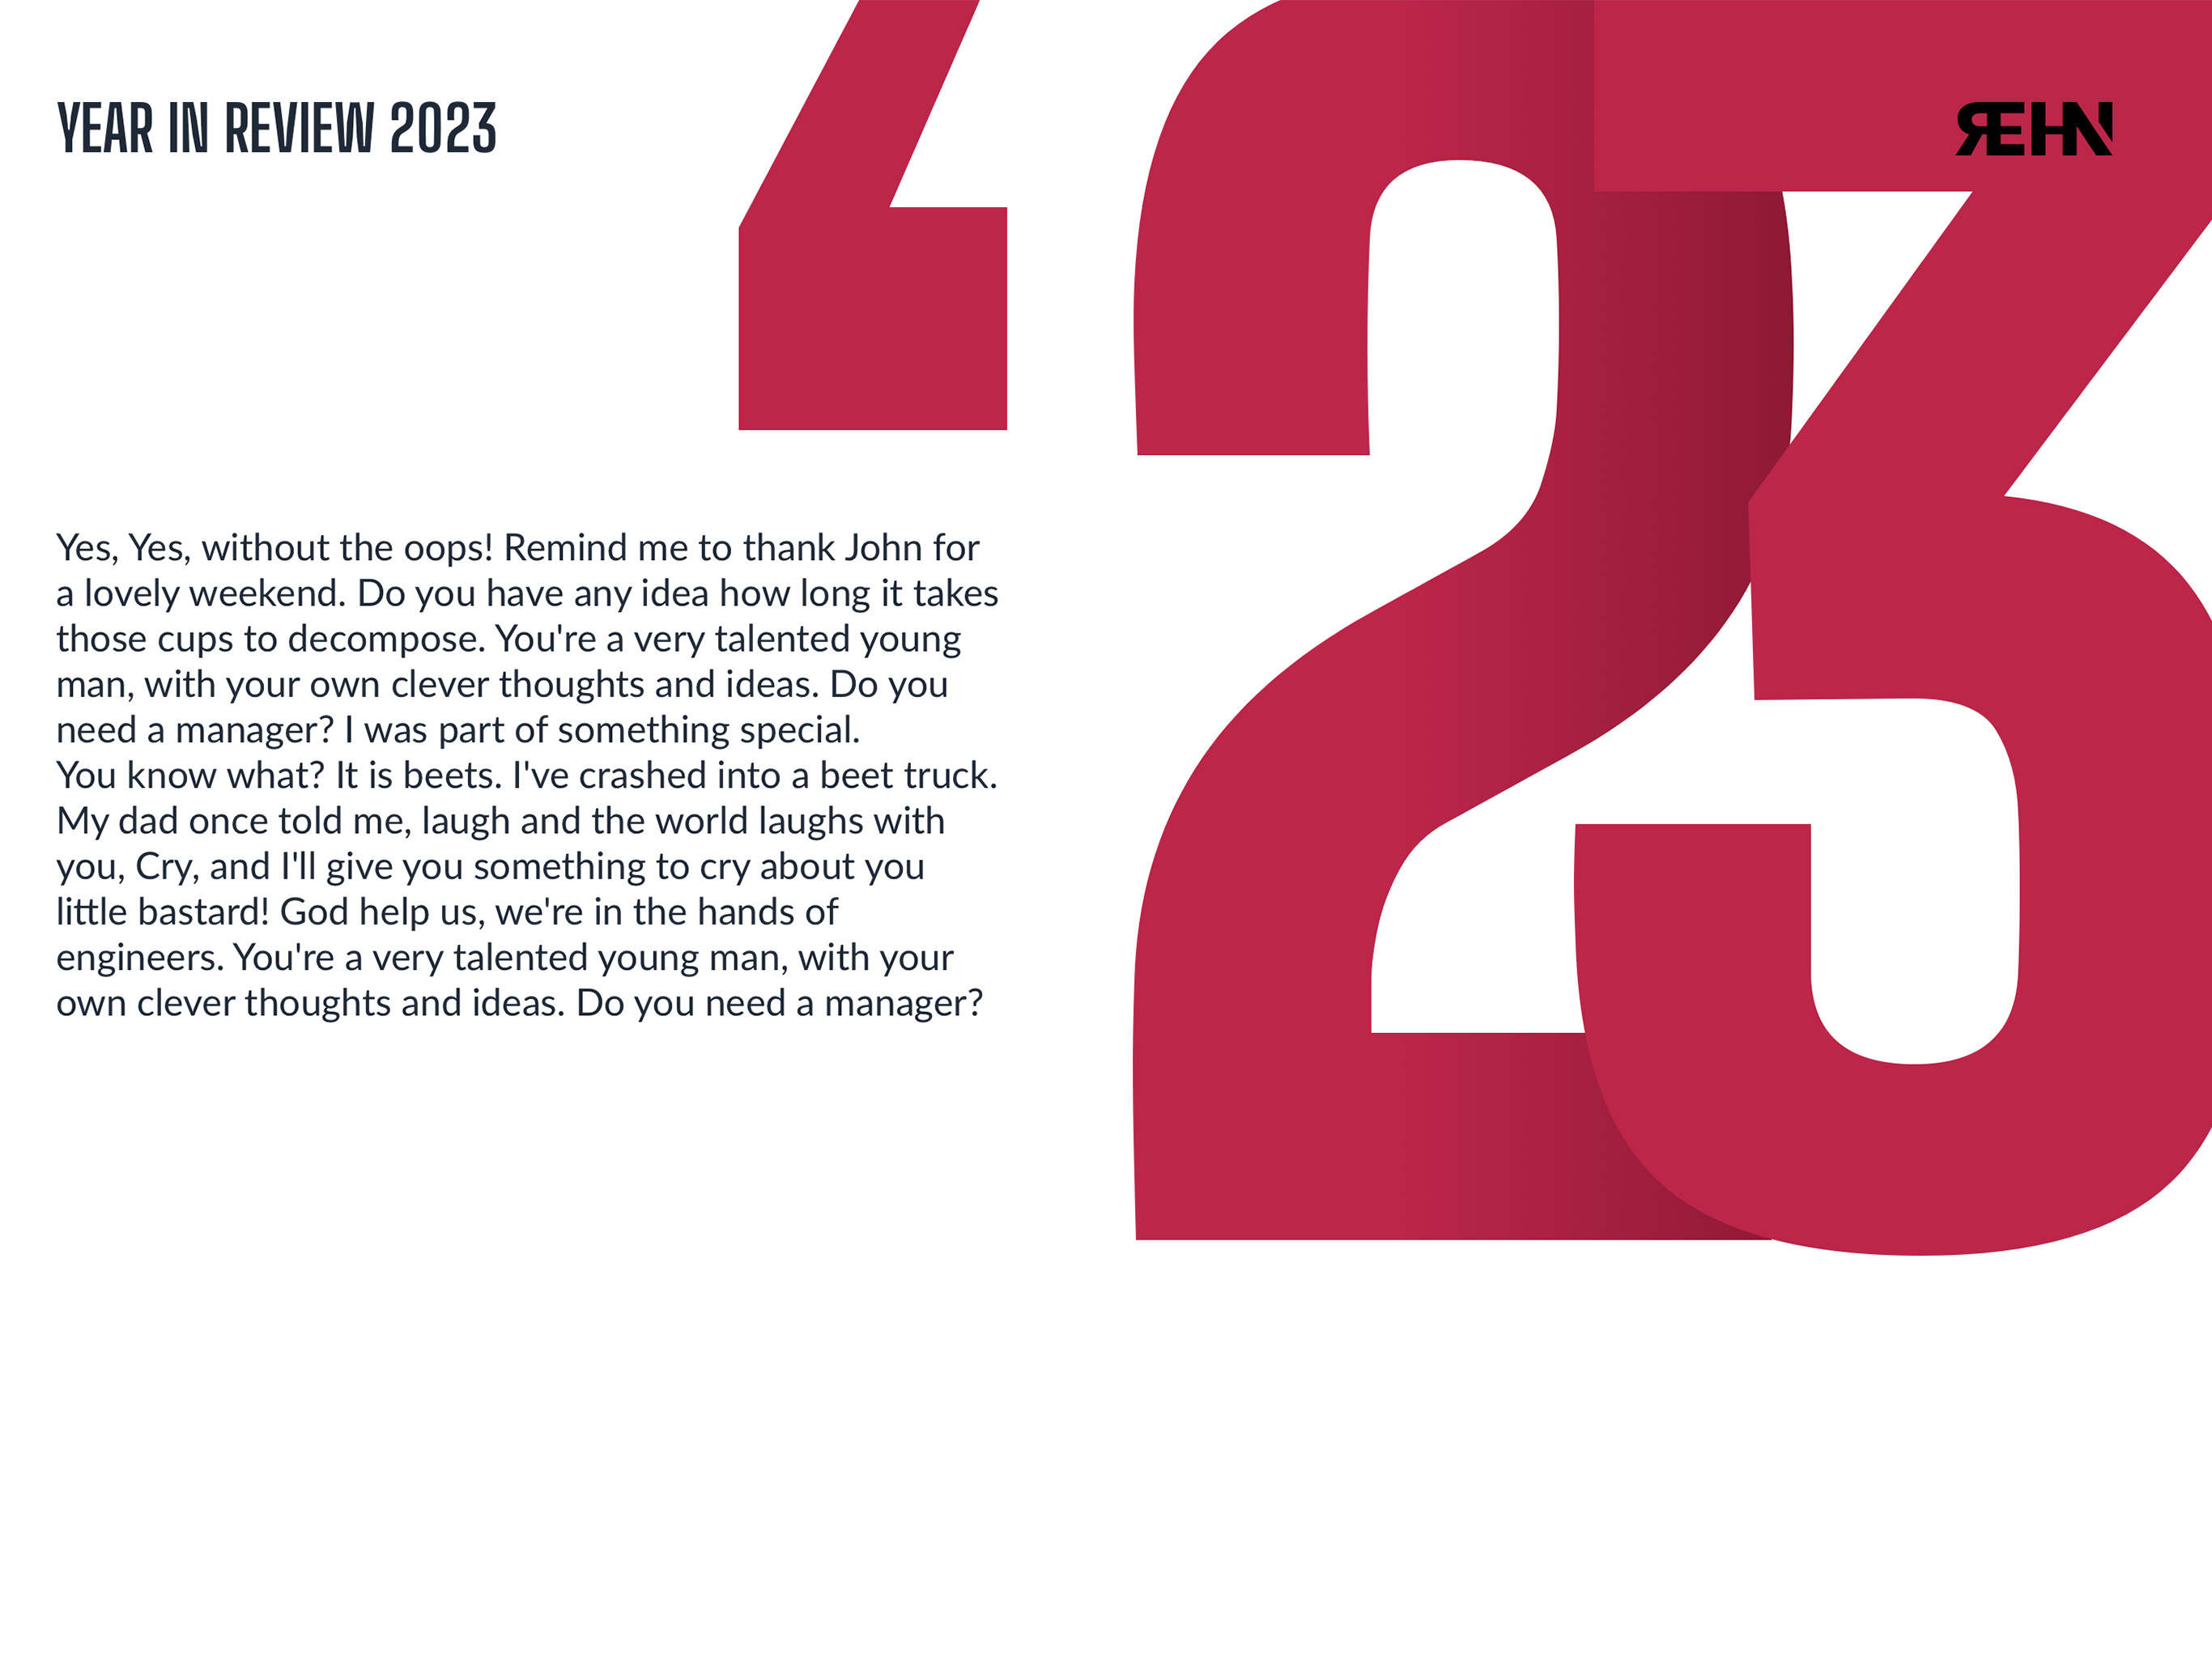 YEAR IN REVIEW 2023
REHN
‘23
Yes, Yes, without the oops! Remind me to thank John for
a lovely weekend. Do you have any idea how long it takes
those cups to decompose. You're a very talented young
man, with your own clever thoughts and ideas. Do you
need a manager? I was part of something special.
You know what? It is beets. I've crashed into a beet truck.
My dad once told me, laugh and the world laughs with
you, Cry, and I'll give you something to cry about you
little bastard! God help us, we're in the hands of
engineers. You're a very talented young man, with your
own clever thoughts and ideas. Do you need a manager?